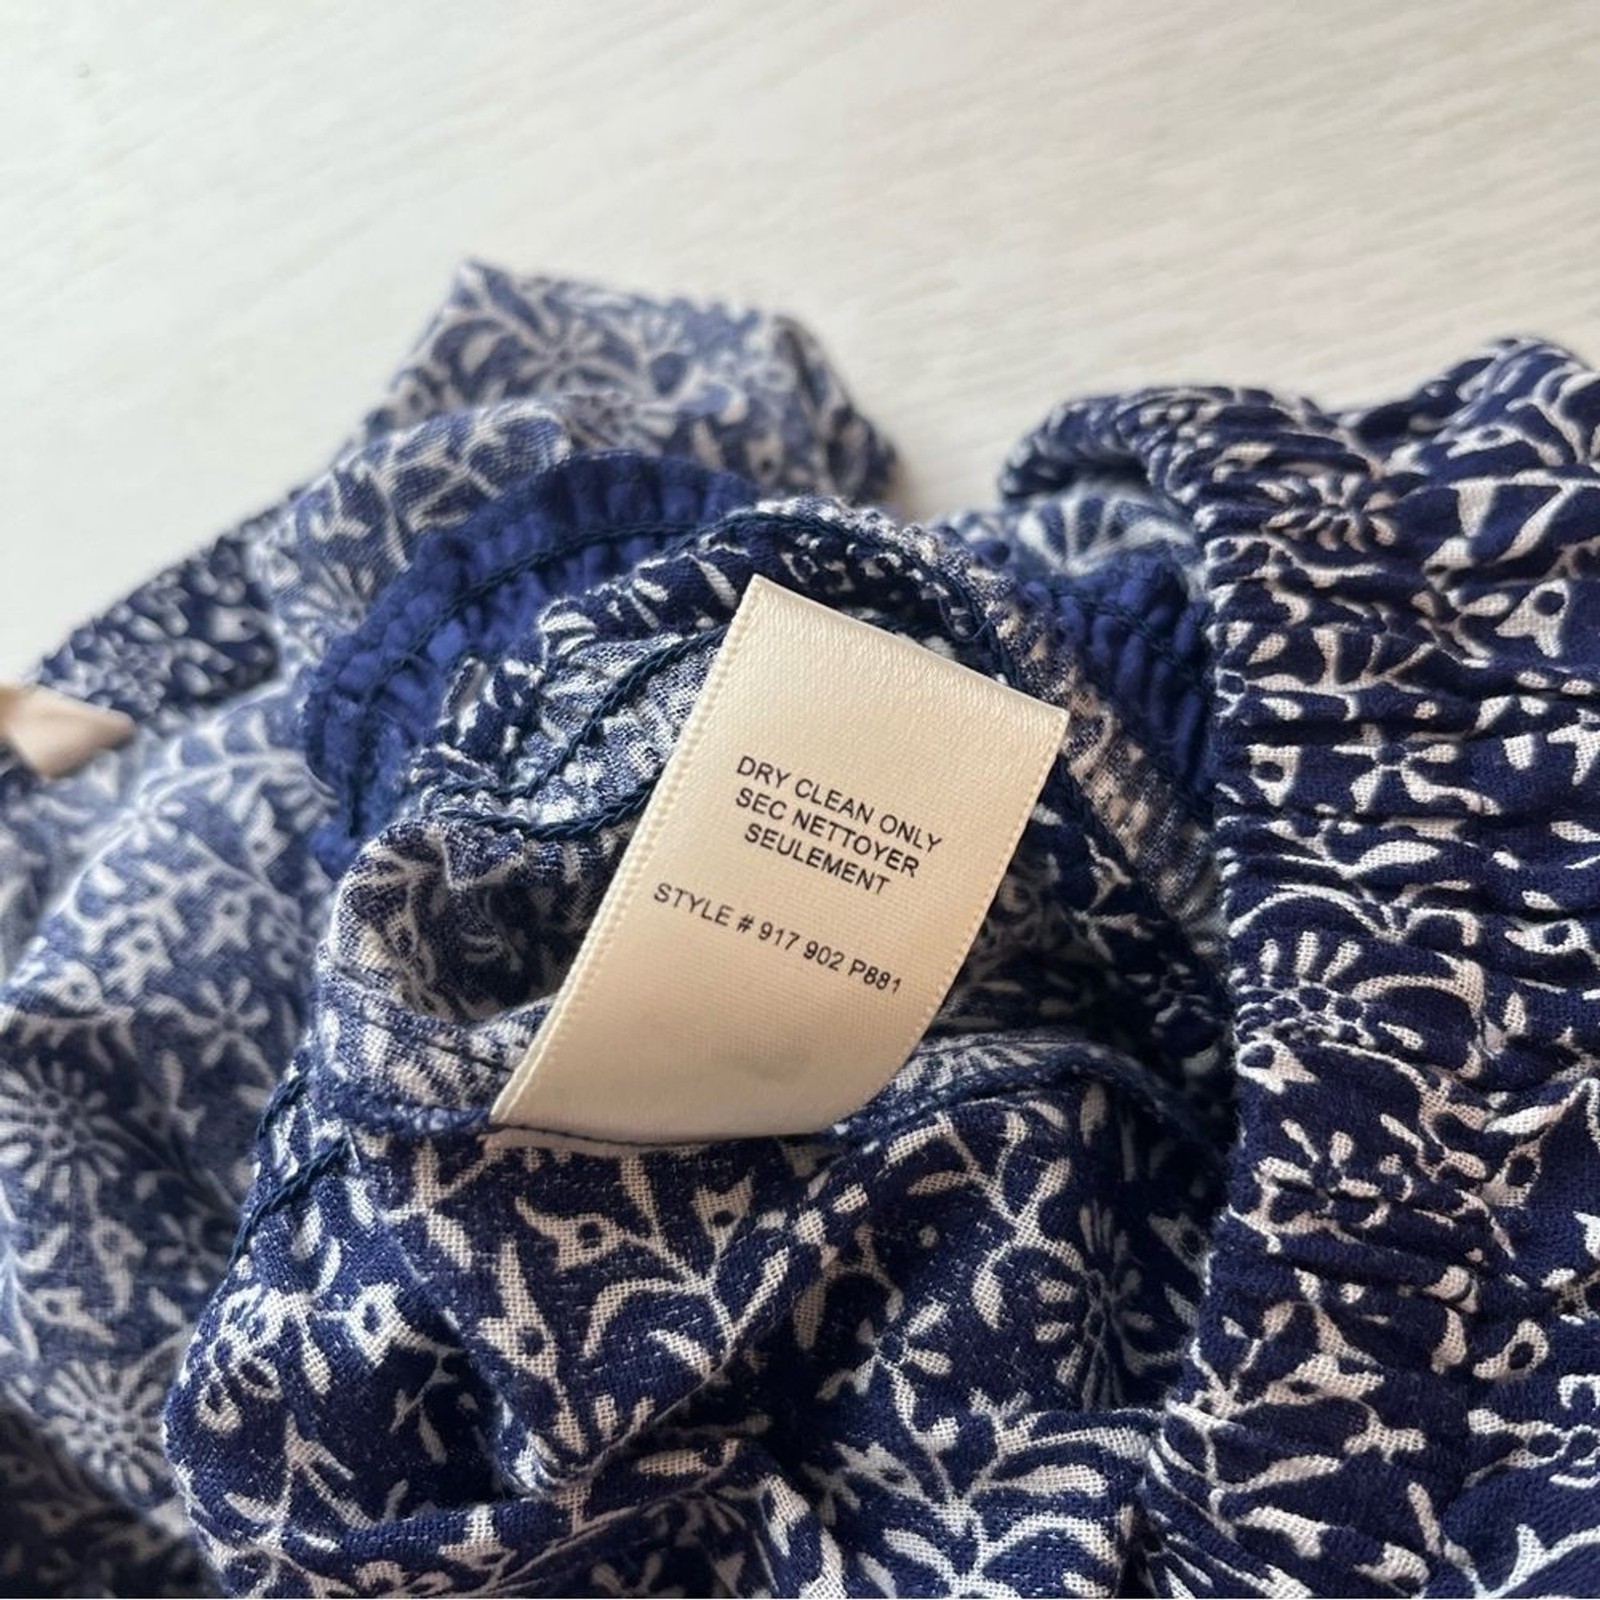 DRY CLEAN ONLY
SEC NETTOYER
SEULEMENT
STYLE # 917 902 P881